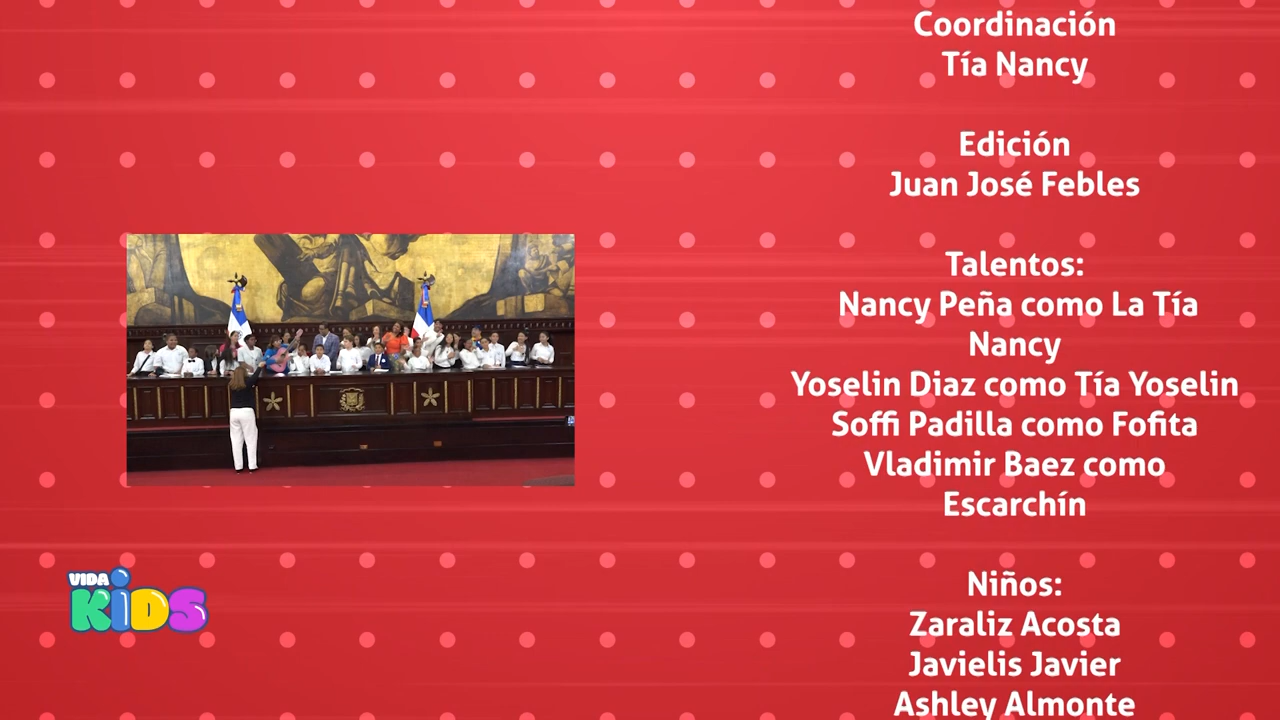 Coordinación
Tía Nancy
Edición
Juan José Febles
Talentos:
Nancy Peña como La Tía
Nancy
Yoselin Diaz como Tía Yoselin
Soffi Padilla como Fofita
Vladimir Baez como
Escarchín
Niños:
Zaraliz Acosta
Javielis Javier
Ashley Almonte
VIDA
KiDS